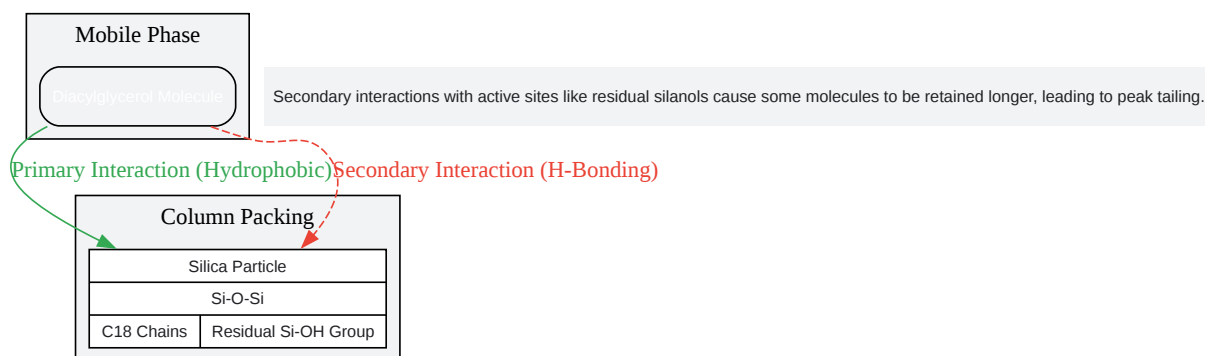 Mobile Phase
Diacylglycerol Molecule
Secondary interactions with active sites like residual silanols cause some molecules to be retained longer, leading to peak tailing.
Primary Interaction (Hydrophobic)
Secondary Interaction (H-Bonding)
Column Packing
Silica Particle
Si-O-Si
C18 Chains
Residual Si-OH Group